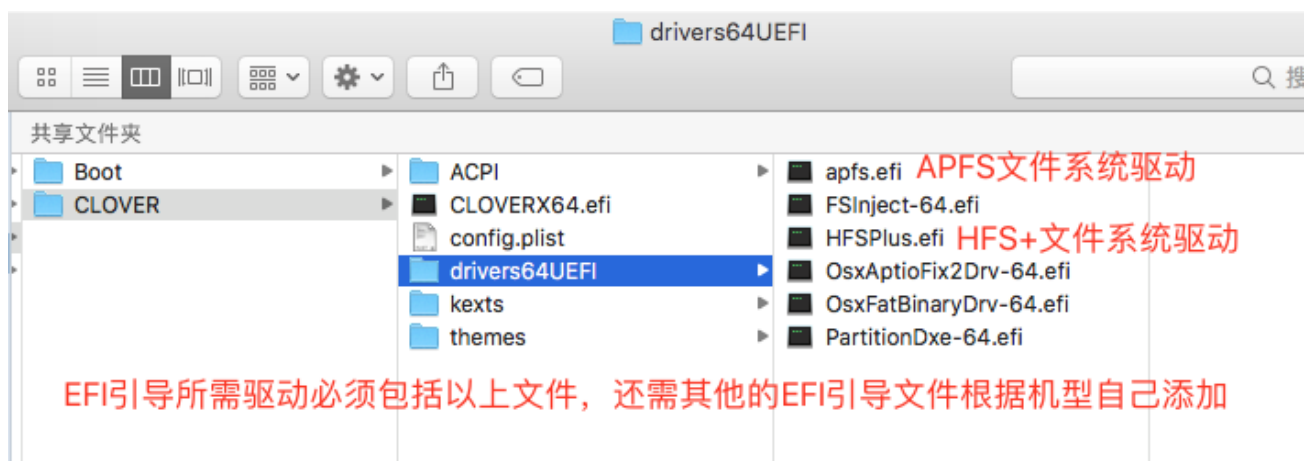 drivers64UEFI
搜
共享文件夹
Boot
CLOVER
ACPI
CLOVERX64.efi
config.plist
drivers64UEFI
kexts
themes
apfs.efi APFS文件系统驱动
FSInject-64.efi
HFSPlus.efi HFS+文件系统驱动
OsxAptioFix2Drv-64.efi
OsxFatBinaryDrv-64.efi
PartitionDxe-64.efi
EFI引导所需驱动必须包括以上文件，还需其他的EFI引导文件根据机型自己添加